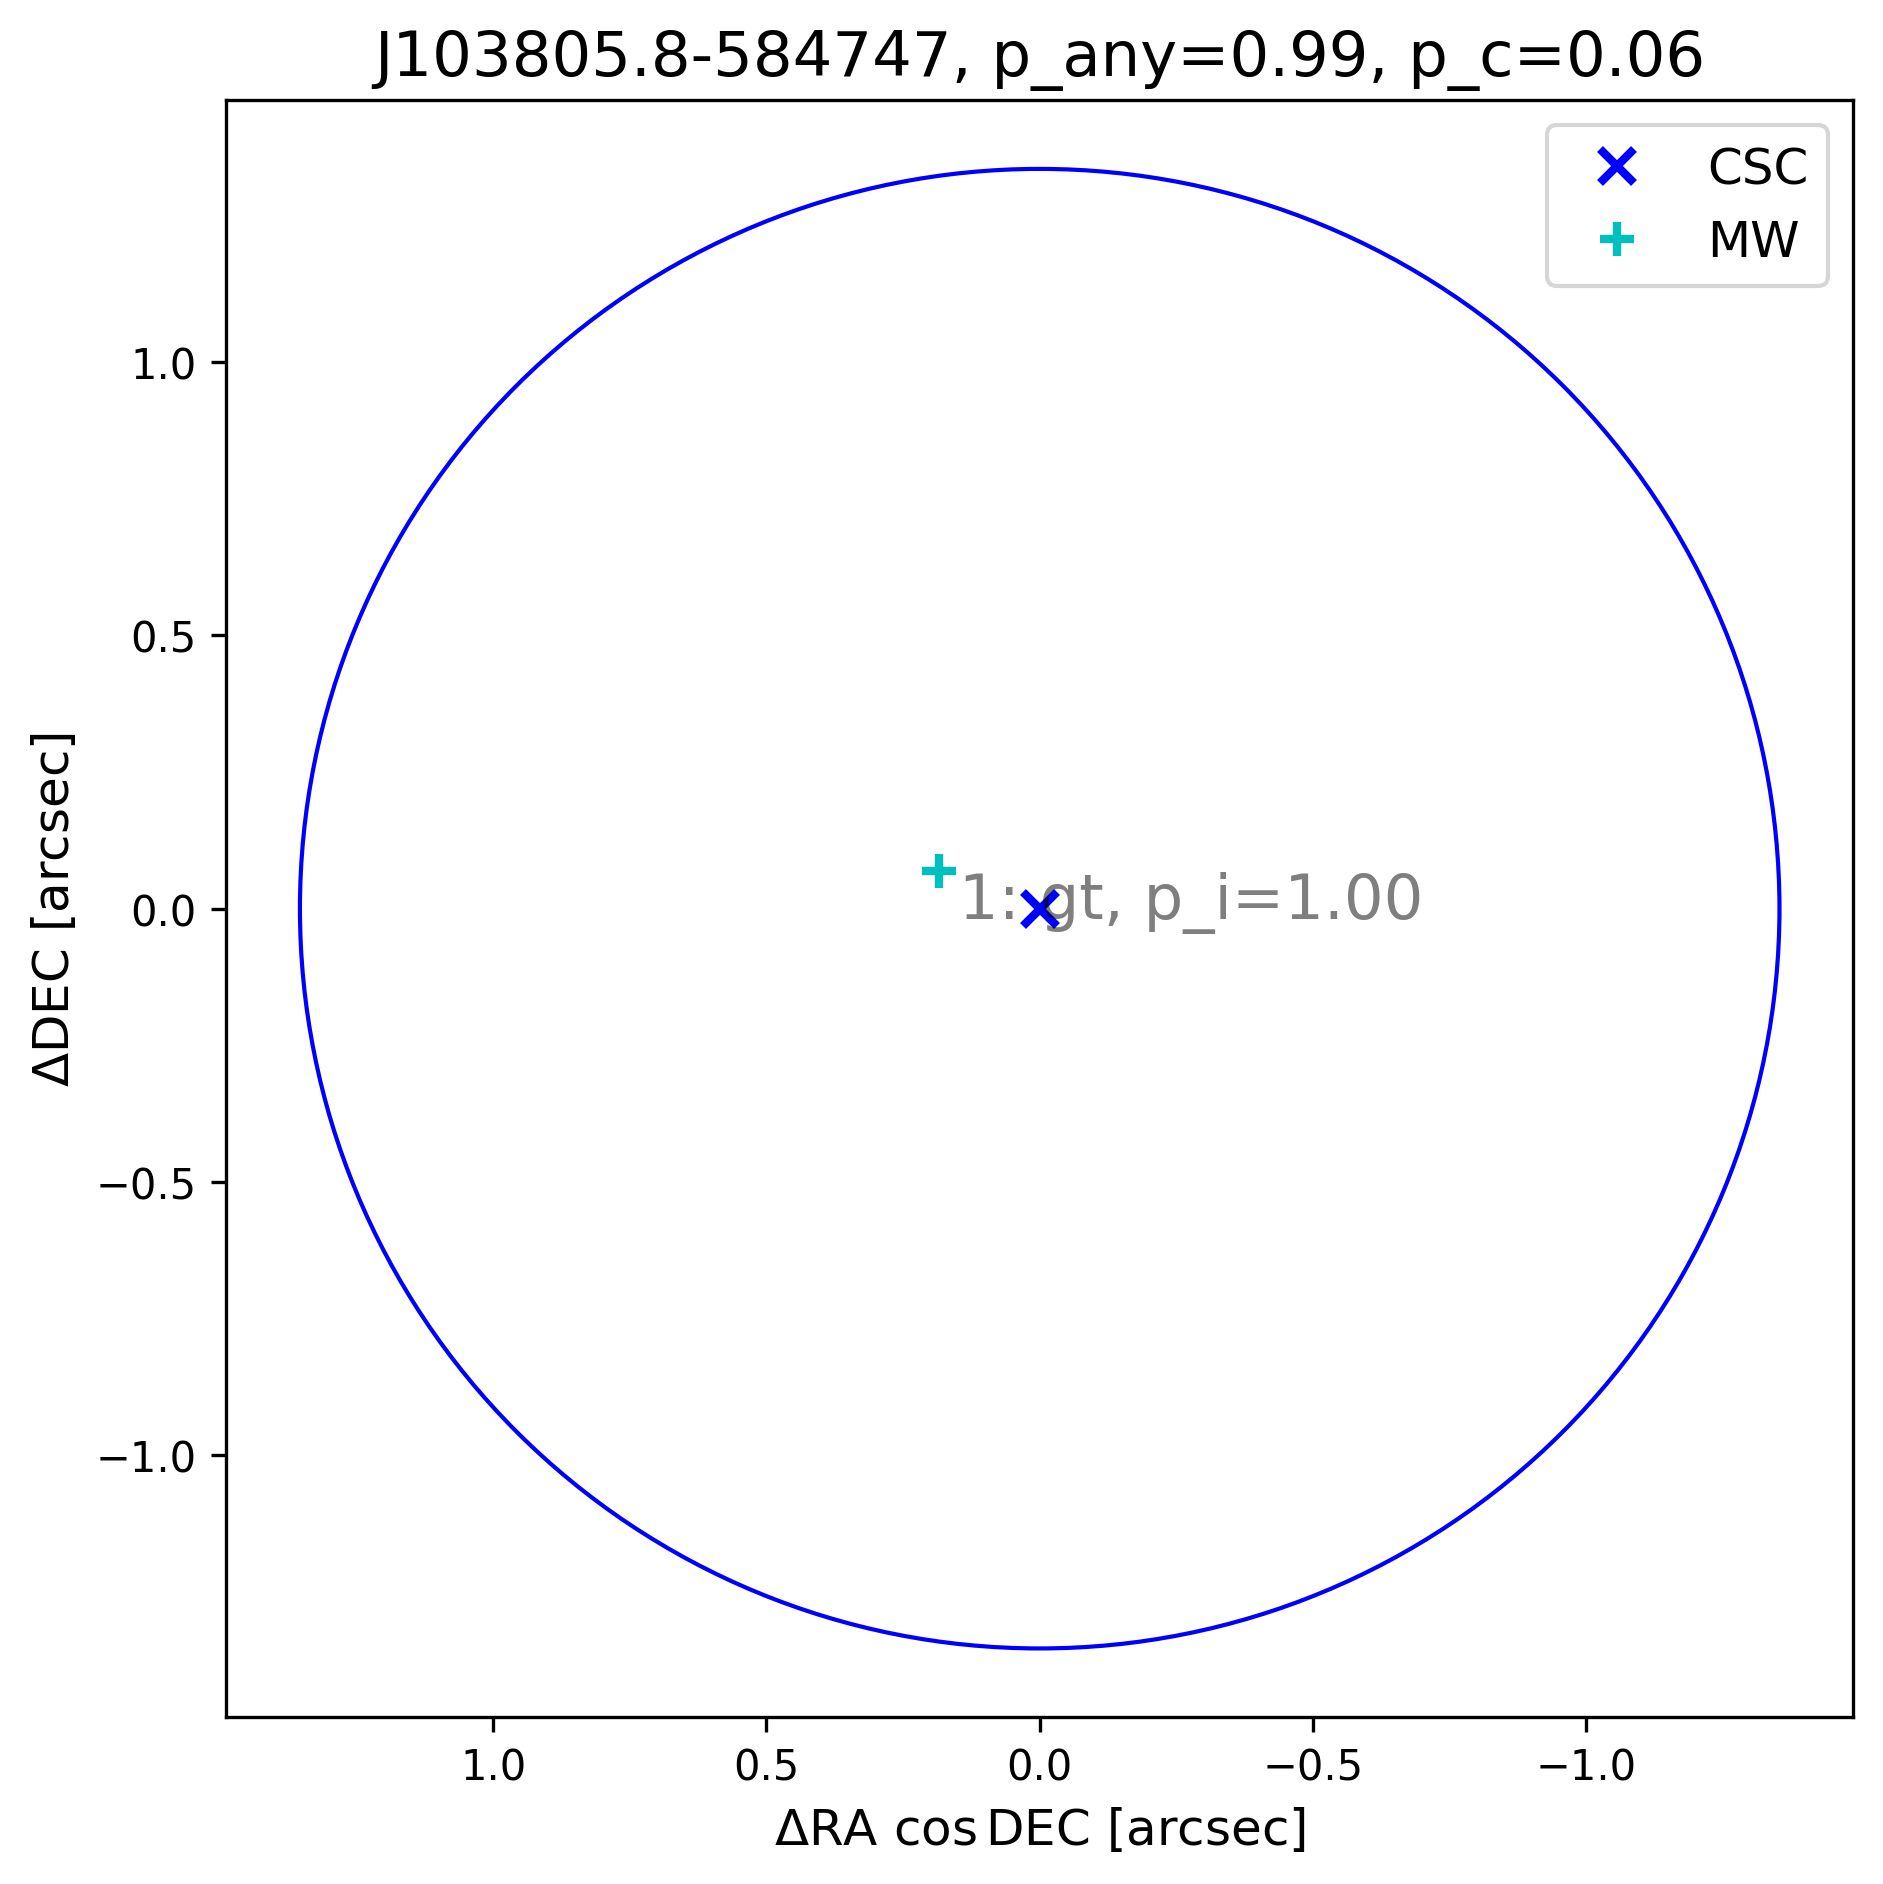 J103805.8-584747, p_any=0.99, p_c=0.06
CSC
MW
1.0
0.5
0.0
−0.5
−1.0
ΔDEC [arcsec]
1: gt, p_i=1.00
1.0
0.5
0.0
−0.5
−1.0
ΔRA cos DEC [arcsec]